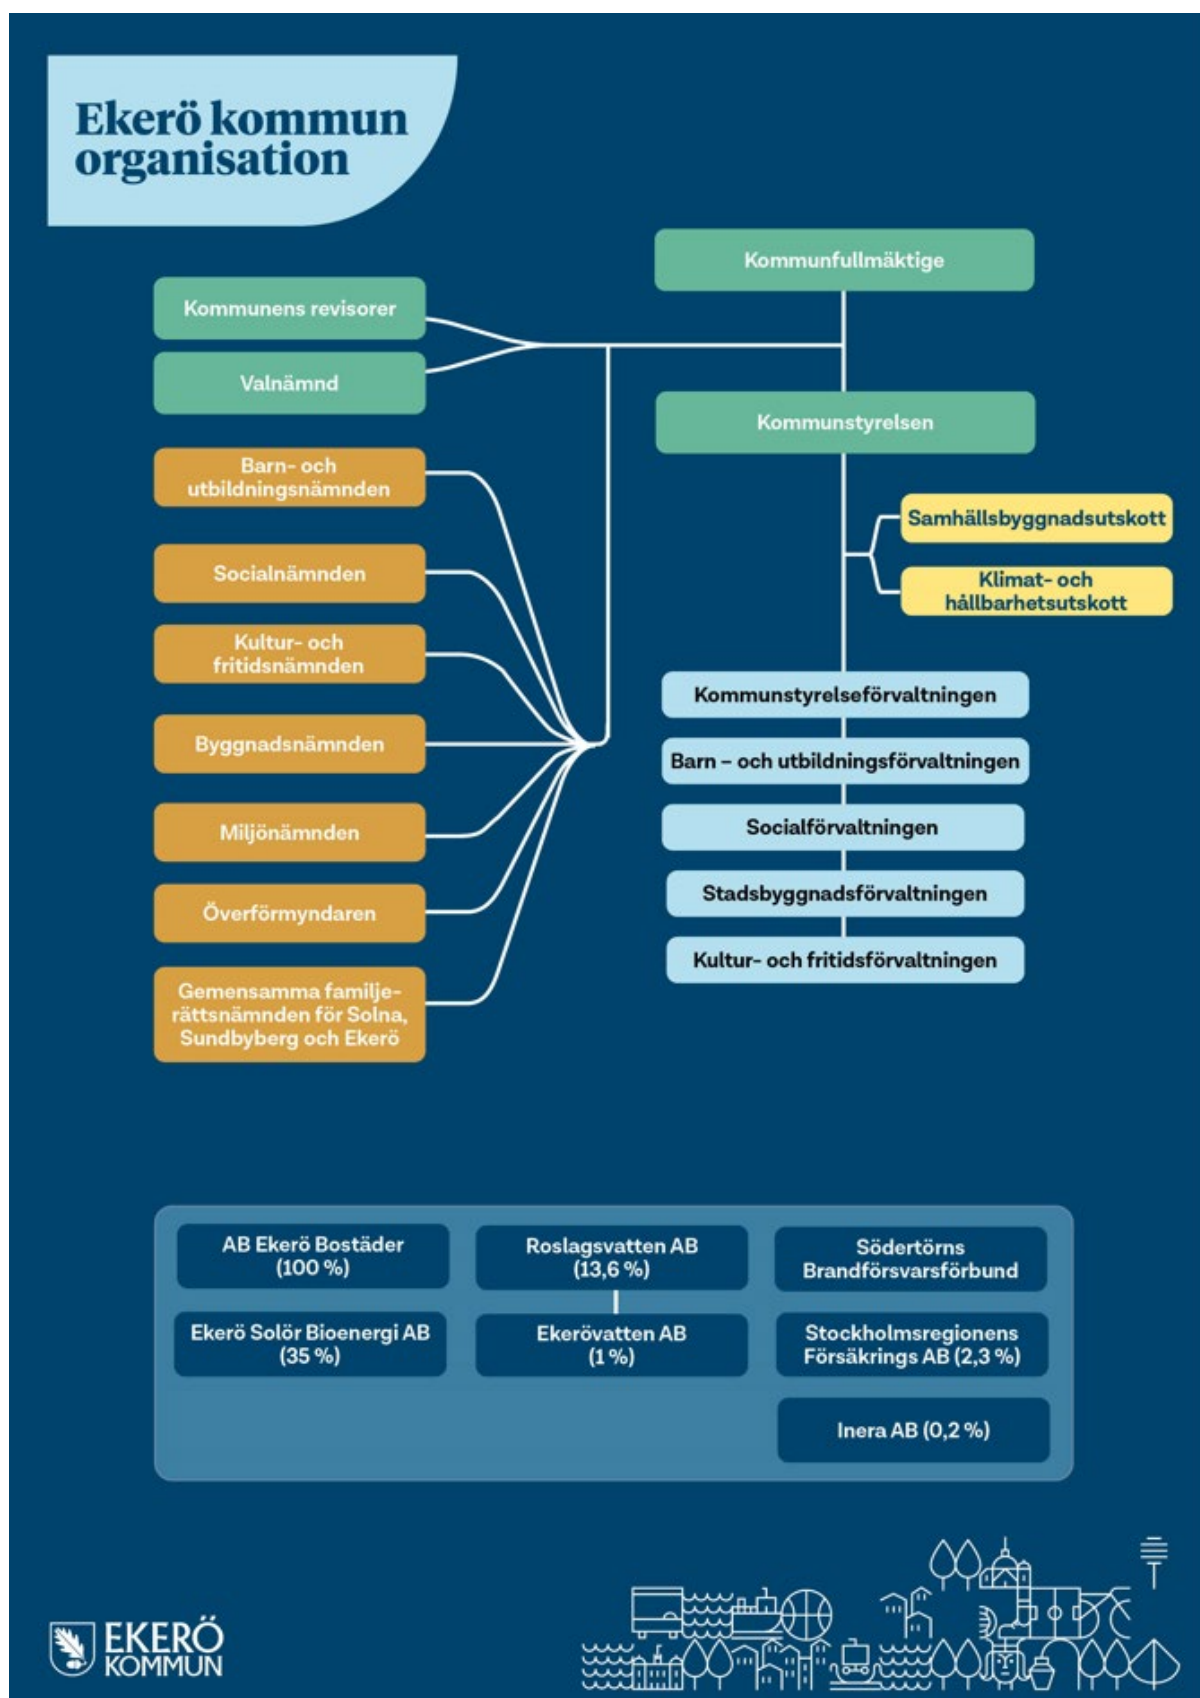 Ekerö kommun
organisation
Kommunfullmäktige
Kommunens revisorer
Valnämnd
Kommunstyrelsen
Barn- och
utbildningsnämnden
Socialnämnden
Kultur- och
fritidsnämnden
Byggnadsnämnden
Miljönämnden
Överförmyndaren
Gemensamma familje-
rättsnämnden för Solna,
Sundbyberg och Ekerö
Samhällsbyggnadsutskott
Klimat- och
hållbarhetsutskott
Kommunstyrelseförvaltningen
Barn – och utbildningsförvaltningen
Socialförvaltningen
Stadsbyggnadsförvaltningen
Kultur- och fritidsförvaltningen
AB Ekerö Bostäder
(100 %)
Roslagsvatten AB
(13,6 %)
Södertörns
Brandförsvarsförbund
Ekerö Solör Bioenergi AB
(35 %)
Ekerövatten AB
(1 %)
Stockholmsregionens
Försäkrings AB (2,3 %)
Inera AB (0,2 %)
EKERÖ
KOMMUN